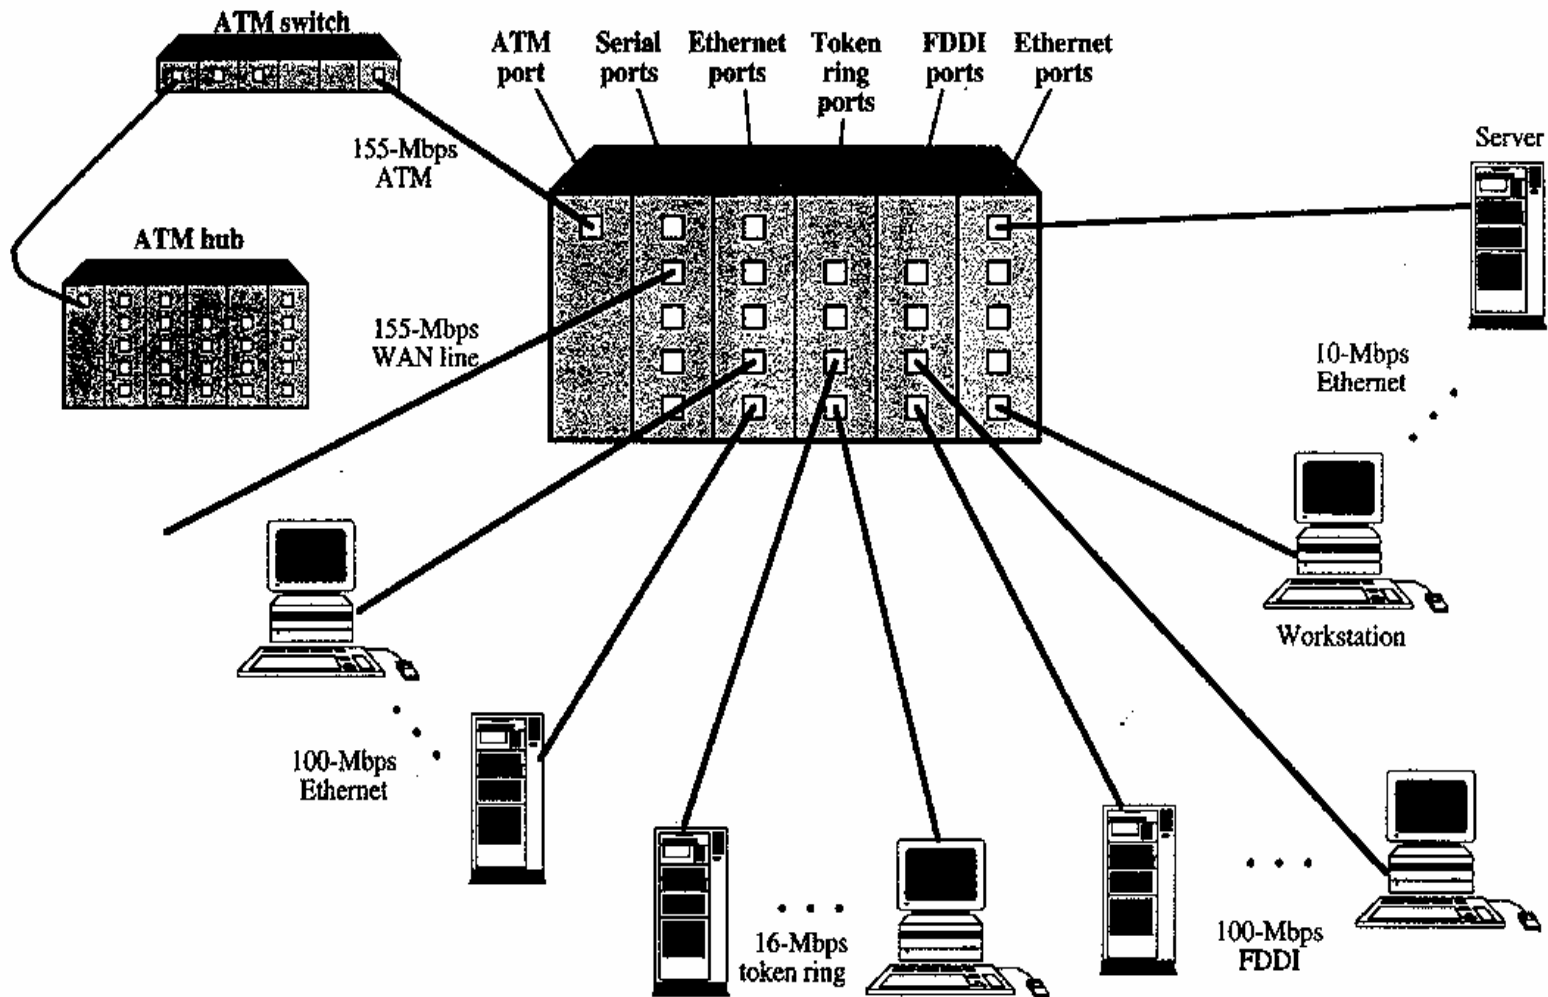 ATM switch
ATM
port
Serial
ports
Ethernet
ports
Token
ring
ports
FDDI
ports
Ethernet
ports
155-Mbps
ATM
Server
ATM hub
155-Mbps
WAN line
10-Mbps
Ethernet
Workstation
100-Mbps
Ethernet
16-Mbps
token ring
100-Mbps
FDDI